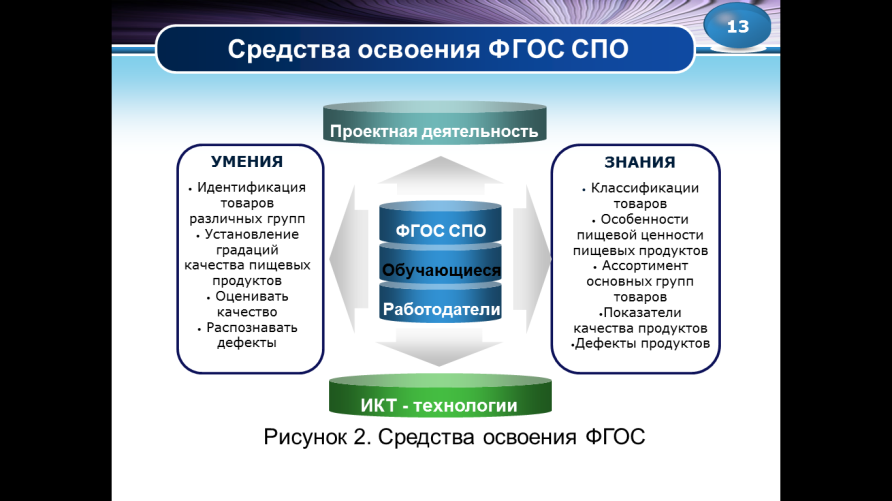 13
Средства освоения ФГОС СПО
Проектная деятельность
УМЕНИЯ
• Идентификация
товаров
различных групп
• Установление
градаций
качества пищевых
продуктов
• Оценивать
качество
• Распознавать
дефекты
ФГОС СПО
Обучающиеся
Работодатели
ЗНАНИЯ
• Классификации
товаров
• Особенности
пищевой ценности
пищевых продуктов
• Ассортимент
основных групп
товаров
•Показатели
качества продуктов
•Дефекты продуктов
ИКТ - технологии
Рисунок 2. Средства освоения ФГОС